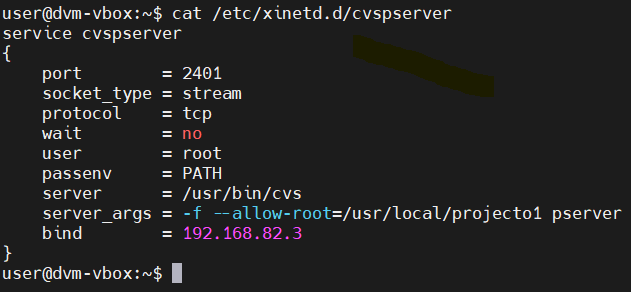 user@dvm-vbox:~$ cat /etc/xinetd.d/cvspserver
service cvspserver
{
    port        = 2401
    socket_type = stream
    protocol    = tcp
    wait        = no
    user        = root
    passenv     = PATH
    server      = /usr/bin/cvs
    server_args = -f --allow-root=/usr/local/projecto1 pserver
    bind        = 192.168.82.3
}
user@dvm-vbox:~$